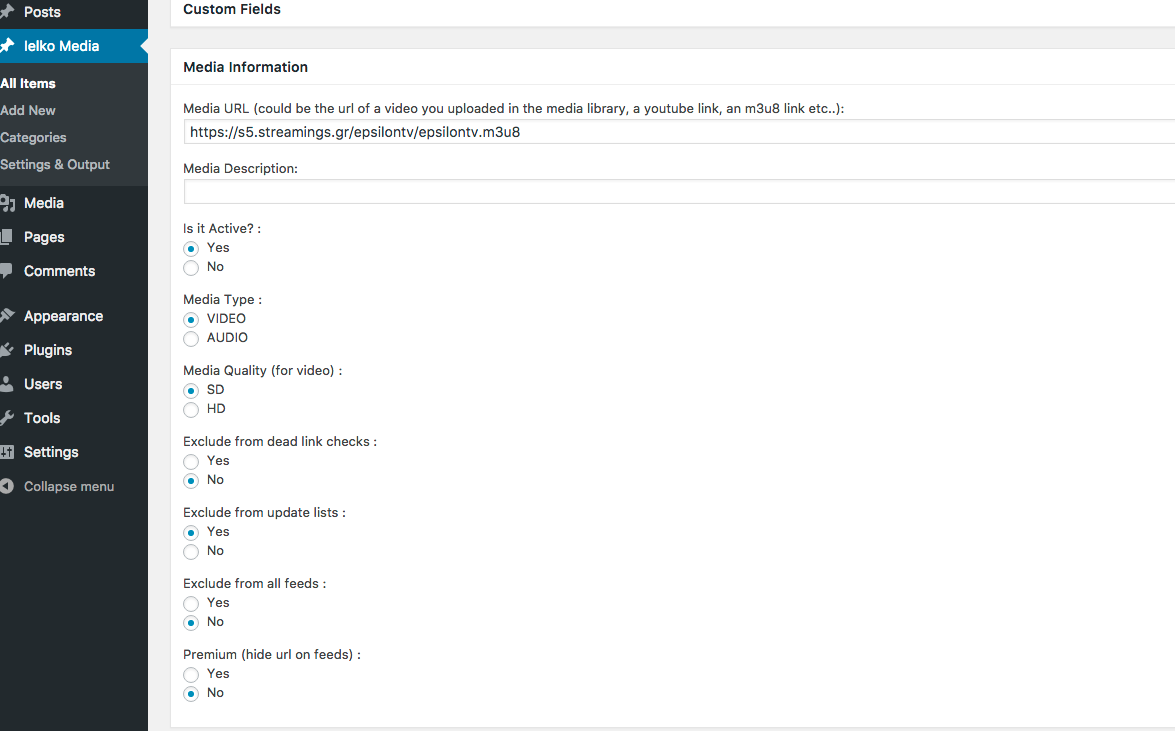 Posts
Ielko Media
All Items
Add New
Categories
Settings & Output
Media
Pages
Comments
Appearance
Plugins
Users
Tools
Settings
Collapse menu
Custom Fields
Media Information
Media URL (could be the url of a video you uploaded in the media library, a youtube link, an m3u8 link etc..):
https://s5.streamings.gr/epsilontv/epsilontv.m3u8
Media Description:
Is it Active? :
Yes
No
Media Type :
VIDEO
AUDIO
Media Quality (for video) :
SD
HD
Exclude from dead link checks :
Yes
No
Exclude from update lists :
Yes
No
Exclude from all feeds :
Yes
No
Premium (hide url on feeds) :
Yes
No